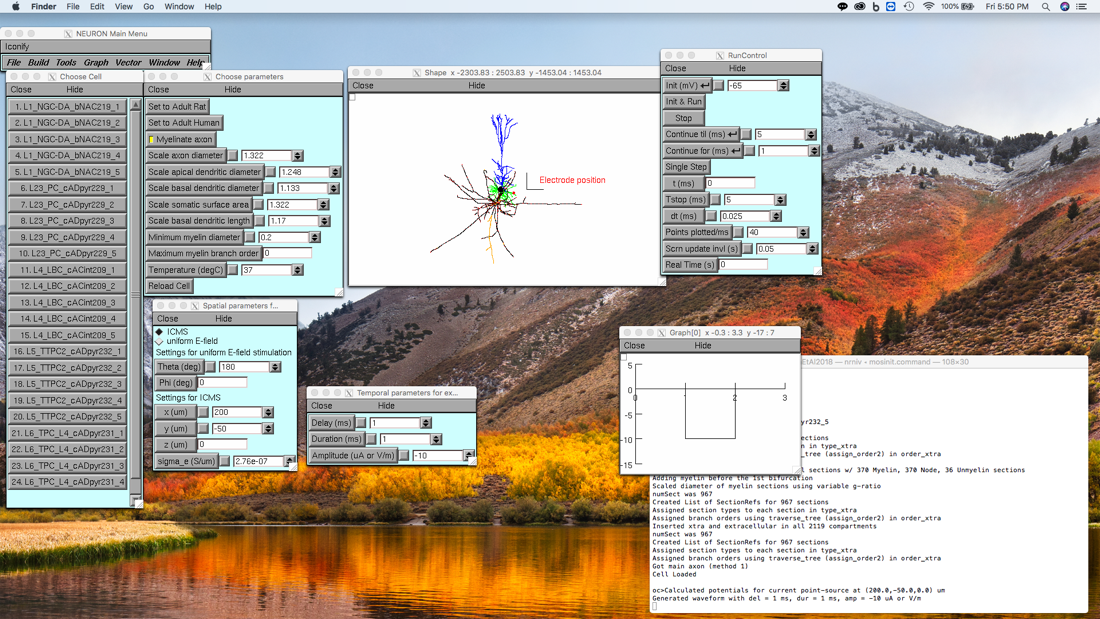 Finder File Edit View Go Window Help
100% Fri 5:50 PM
NEURON Main Menu
Iconify
File Build Tools Graph Vector Window Help
Choose Cell
Close Hide
1. L1_NGC-DA_bNAC219_1
2. L1_NGC-DA_bNAC219_2
3. L1_NGC-DA_bNAC219_3
4. L1_NGC-DA_bNAC219_4
5. L1_NGC-DA_bNAC219_5
6. L23_PC_cADpyr229_1
7. L23_PC_cADpyr229_2
8. L23_PC_cADpyr229_3
9. L23_PC_cADpyr229_4
10. L23_PC_cADpyr229_5
11. L4_LBC_cACint209_1
12. L4_LBC_cACint209_2
13. L4_LBC_cACint209_3
14. L4_LBC_cACint209_4
15. L4_LBC_cACint209_5
16. L5_TTPC2_cADpyr232_1
17. L5_TTPC2_cADpyr232_2
18. L5_TTPC2_cADpyr232_3
19. L5_TTPC2_cADpyr232_4
20. L5_TTPC2_cADpyr232_5
21. L6_TPC_L4_cADpyr231_1
22. L6_TPC_L4_cADpyr231_2
23. L6_TPC_L4_cADpyr231_3
24. L6_TPC_L4_cADpyr231_4
Choose parameters
Close Hide
Set to Adult Rat
Set to Adult Human
Myelinate axon
Scale axon diameter 1.322
Scale apical dendritic diameter 1.248
Scale basal dendritic diameter 1.133
Scale somatic surface area 1.322
Scale basal dendritic length 1.17
Minimum myelin diameter 0.2
Maximum myelin branch order 0
Temperature (degC) 37
Reload Cell
Shape x -2303.83 : 2503.83 y -1453.04 : 1453.04
Close Hide
Electrode position
RunControl
Close Hide
Init (mV) -65
Init & Run
Stop
Continue til (ms) 5
Continue for (ms) 1
Single Step
t (ms) 0
Tstop (ms) 5
dt (ms) 0.025
Points plotted/ms 40
Scrn update invl (s) 0.05
Real Time (s) 0
Spatial parameters f...
Close Hide
ICMS
uniform E-field
Settings for uniform E-field stimulation
Theta (deg) 180
Phi (deg) 0
Settings for ICMS
x (um) 200
y (um) -50
z (um) 0
sigma_e (S/um) 2.76e-07
Temporal parameters for ex...
Close Hide
Delay (ms) 1
Duration (ms) 1
Amplitude (uA or V/m) -10
Graph[0] x -0.3 : 3.3 y -17 : 7
Close Hide
5
0
0 1 2 3
-5
-10
-15
EtAl2018 — nrniv - mosinit.command — 108×30
yr232_5
ections
n in type_xtra
_tree (assign_order2) in order_xtra
l sections w/ 370 Myelin, 370 Node, 36 Unmyelin sections
Adding myelin before the 1st bifurcation
Scaled diameter of myelin sections using variable g-ratio
numSect was 967
Created List of SectionRefs for 967 sections
Assigned section types to each section in type_xtra
Assigned branch orders using traverse_tree (assign_order2) in order_xtra
Inserted xtra and extracellular in all 2119 compartments
numSect was 967
Created List of SectionRefs for 967 sections
Assigned section types to each section in type_xtra
Assigned branch orders using traverse_tree (assign_order2) in order_xtra
Got main axon (method 1)
Cell Loaded
oc>Calculated potentials for current point-source at (200.0,-50.0,0.0) um
Generated waveform with del = 1 ms, dur = 1 ms, amp = -10 uA or V/m